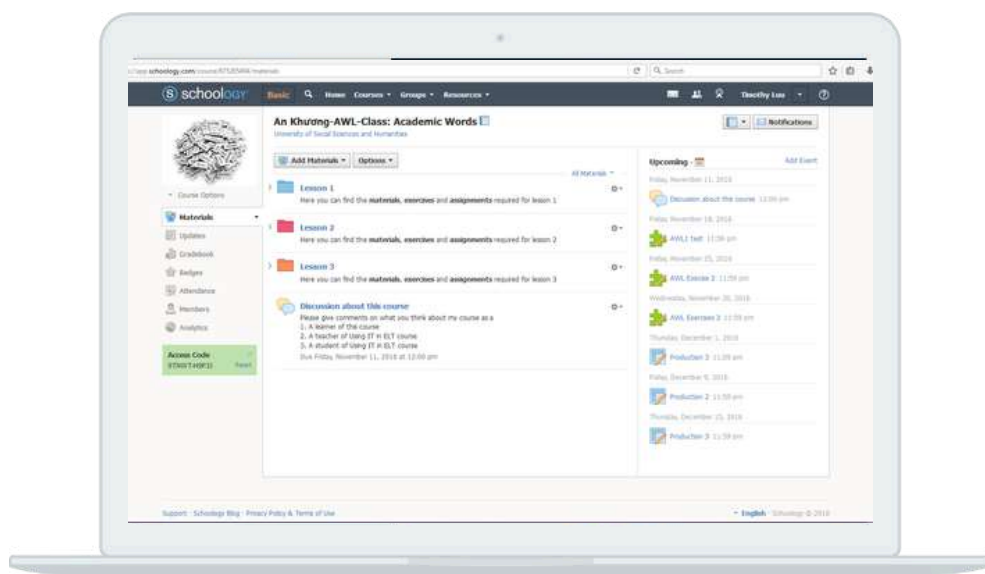 app.schoology.com
Search
S schoology Basic Home Courses Groups Resources Timothy Luu
An Khương-AWL-Class: Academic Words
University of Social Sciences and Humanities
Notifications
Course Options
Materials
Updates
Gradebook
Badges
Attendance
Members
Analytics
Access Code
Reset
Add Materials Options
All Materials
Lesson 1
Here you can find the materials, exercises and assignments required for lesson 1
Lesson 2
Here you can find the materials, exercises and assignments required for lesson 2
Lesson 3
Here you can find the materials, exercises and assignments required for lesson 3
Discussion about this course
Please give comments on what you think about my course as a
1. A learner of the course
2. A teacher of Using IT in ELT course
3. A student of Using IT in ELT course
Due Friday, November 11, 2016 at 12:00 pm
Upcoming Add Event
Friday, November 11, 2016
Discussion about the course 12:00 pm
Friday, November 18, 2016
AWL1 test 11:59 pm
Friday, November 25, 2016
AWL Exercise 2 11:59 pm
Wednesday, November 30, 2016
AWL Exercises 3 11:59 pm
Thursday, December 1, 2016
Production 3 11:59 pm
Friday, December 9, 2016
Production 2 11:59 pm
Thursday, December 15, 2016
Production 3 11:59 pm
Support · Schoology Blog · Privacy Policy & Terms of Use
English Schoology © 2016